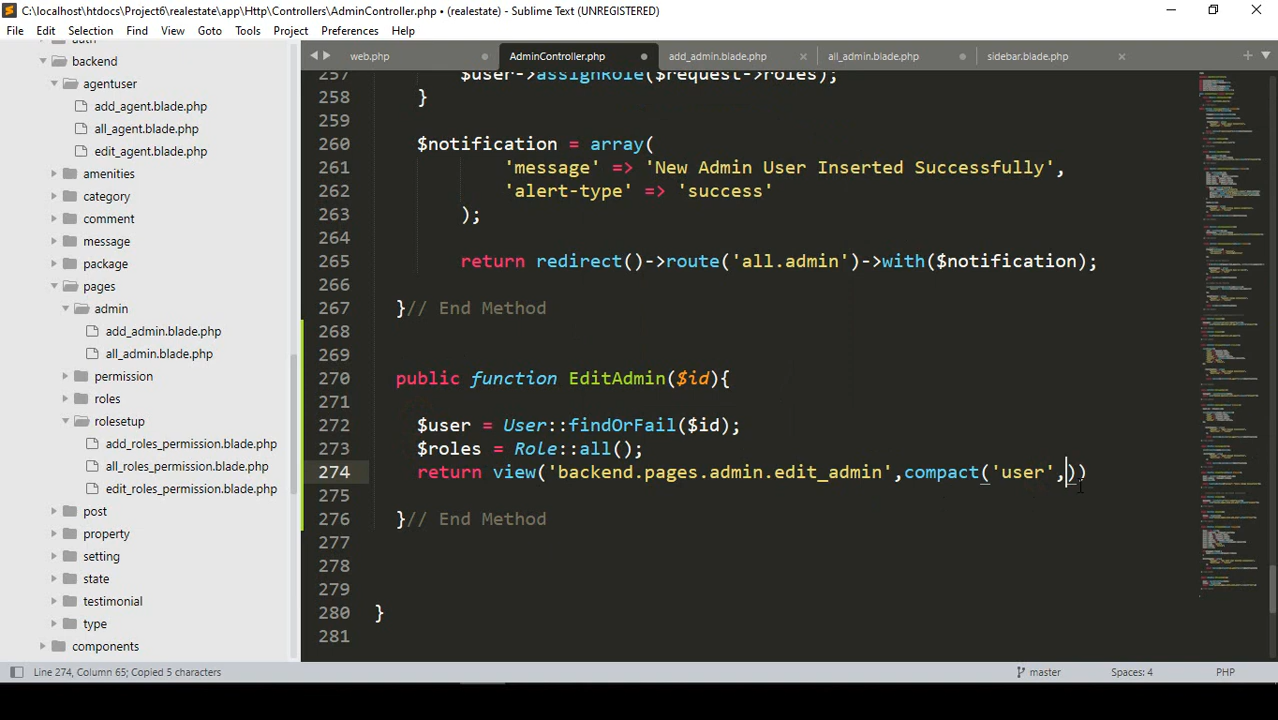 C:\localhost\htdocs\Project6\realestate\app\Http\Controllers\AdminController.php • (realestate) - Sublime Text (UNREGISTERED)
File Edit Selection Find View Goto Tools Project Preferences Help
web.php AdminController.php add_admin.blade.php all_admin.blade.php sidebar.blade.php
backend
agentuser
add_agent.blade.php
all_agent.blade.php
edit_agent.blade.php
amenities
category
comment
message
package
pages
admin
add_admin.blade.php
all_admin.blade.php
permission
roles
rolesetup
add_roles_permission.blade.php
all_roles_permission.blade.php
edit_roles_permission.blade.php
post
property
setting
state
testimonial
type
components
257 $user->assignRole($request->roles);
258 }
259
260 $notification = array(
261 'message' => 'New Admin User Inserted Successfully',
262 'alert-type' => 'success'
263 );
264
265 return redirect()->route('all.admin')->with($notification);
266
267 }// End Method
268
269
270 public function EditAdmin($id){
271
272 $user = User::findOrFail($id);
273 $roles = Role::all();
274 return view('backend.pages.admin.edit_admin',compact('user',))
275
276 }// End Method
277
278
279
280 }
281
Line 274, Column 65; Copied 5 characters master Spaces: 4 PHP